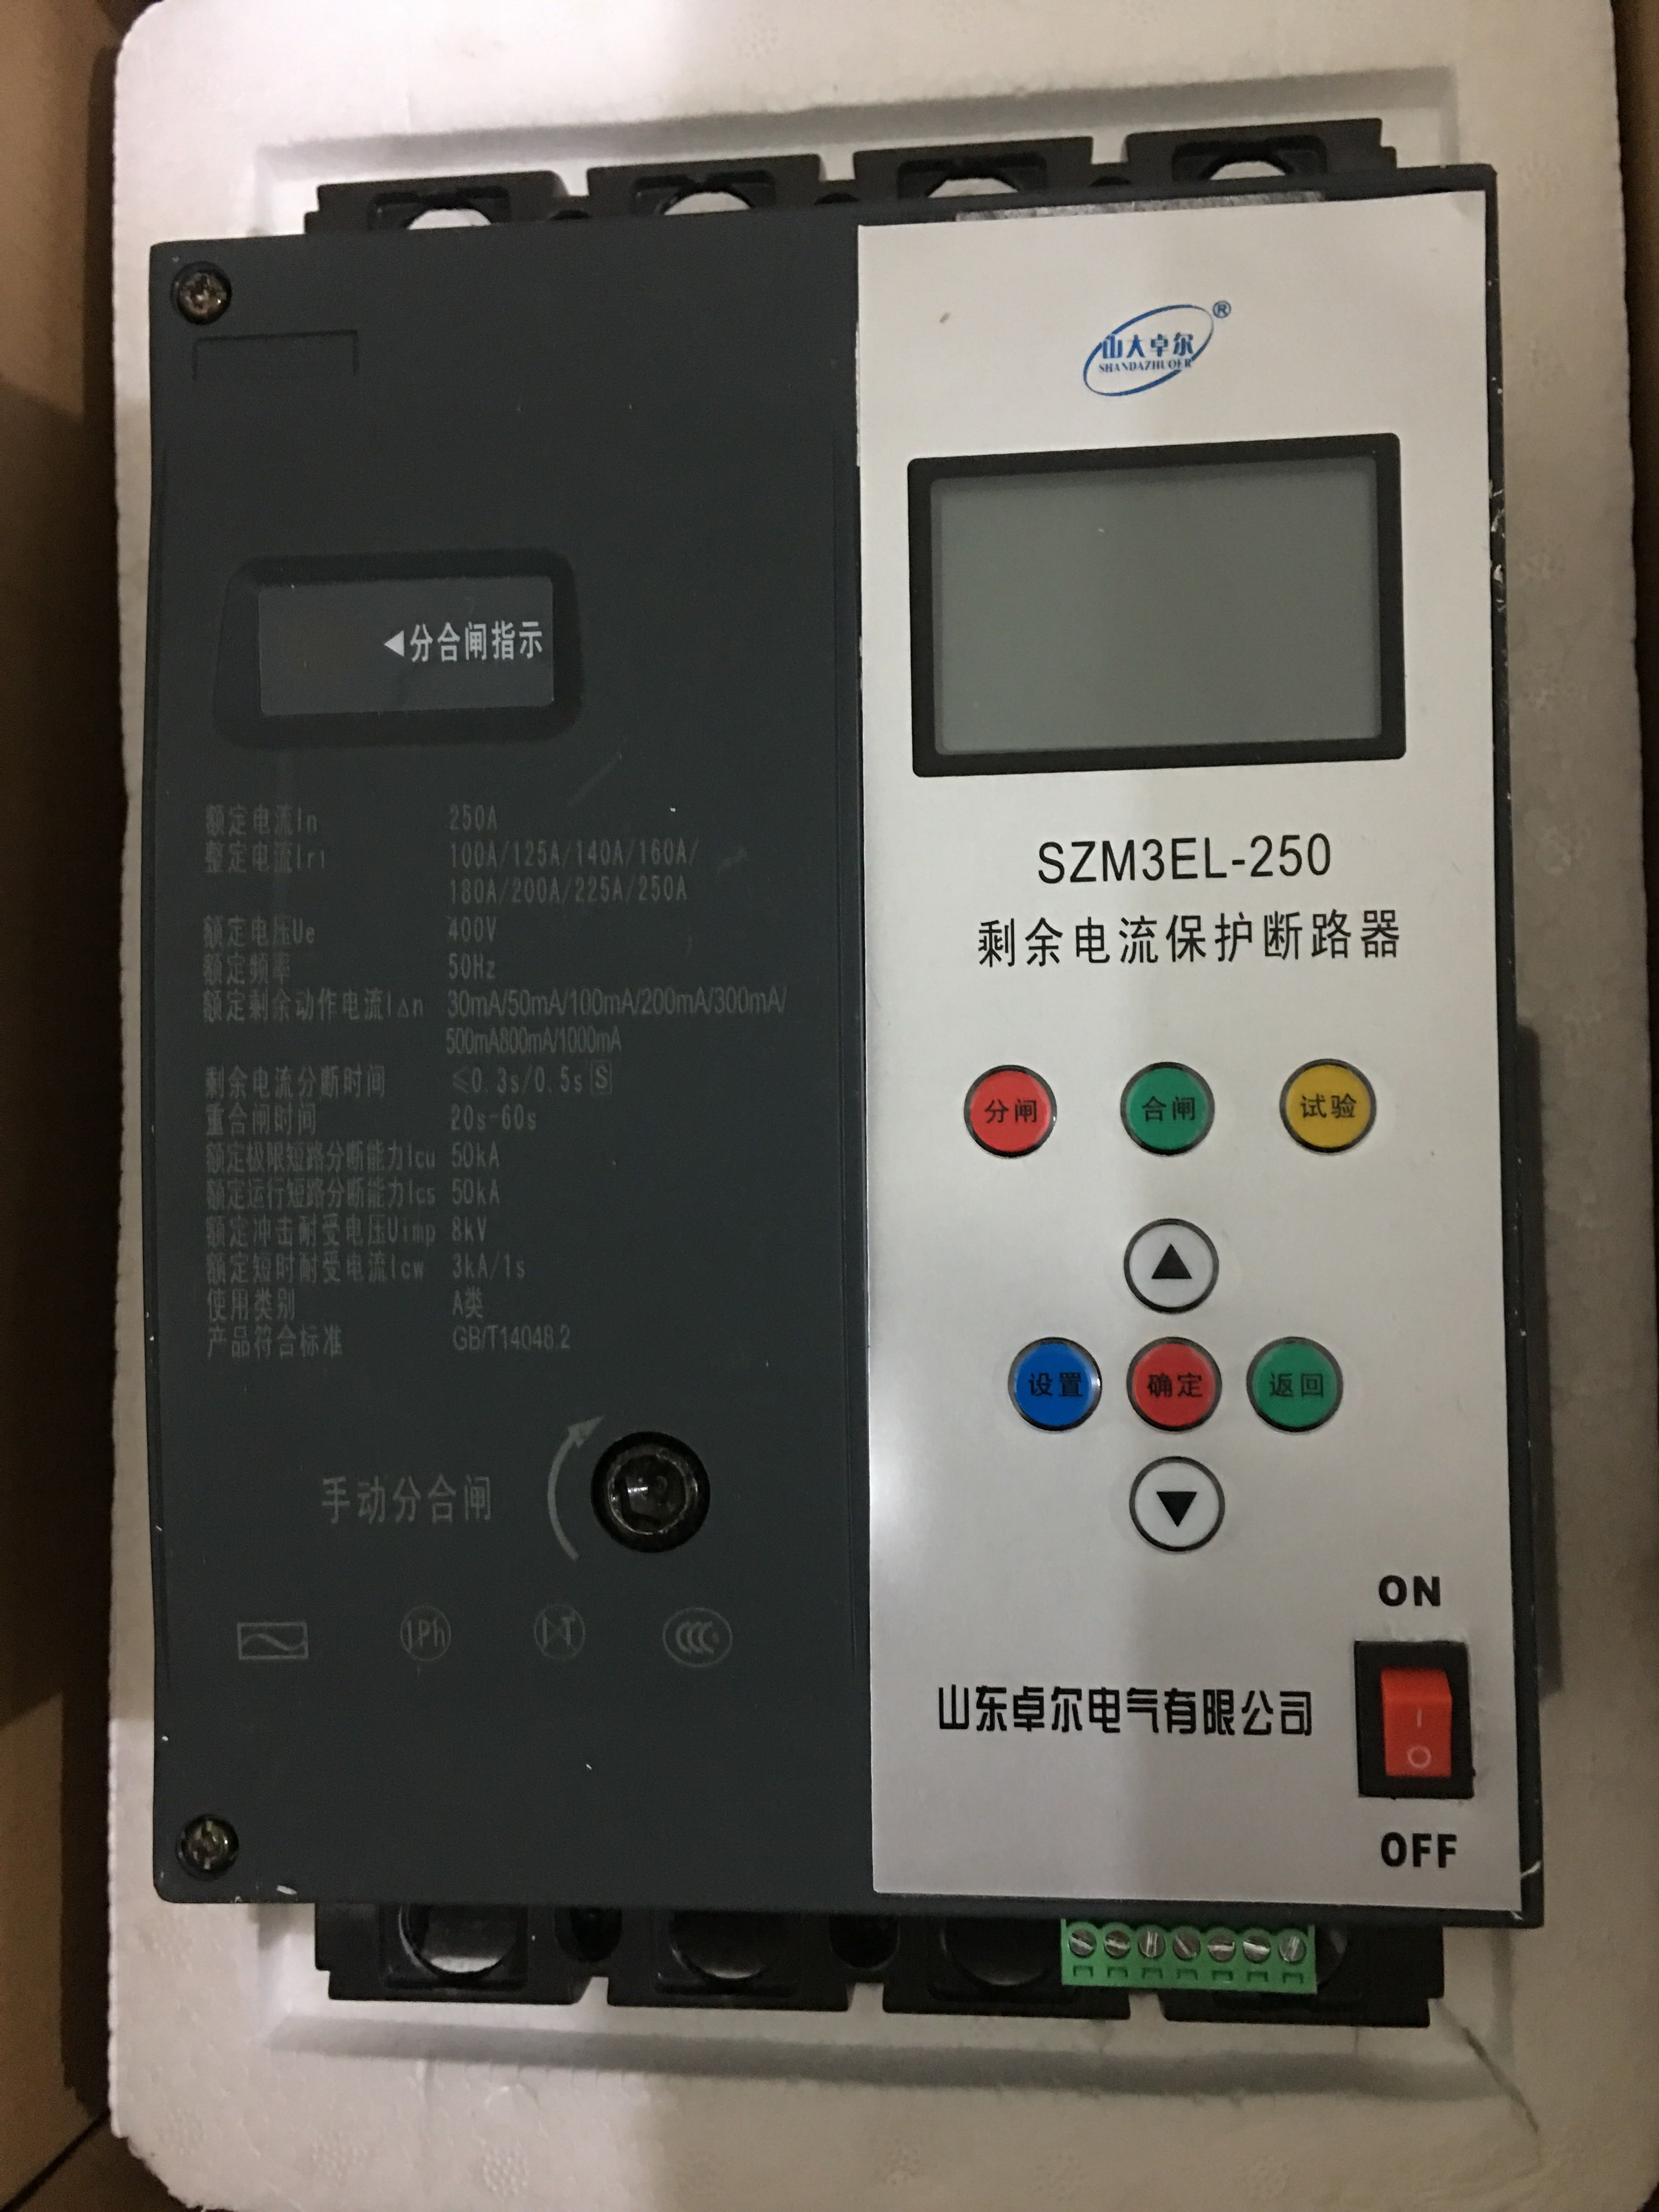 山大卓尔®
SHANDAZHUOER
◀分合闸指示
额定电流In 250A
整定电流Ir1 100A/125A/140A/160A/
180A/200A/225A/250A
额定电压Ue 400V
额定频率 50Hz
额定剩余动作电流I△n 30mA/50mA/100mA/200mA/300mA/
500mA800mA/1000mA
剩余电流分断时间 ≤0.3s/0.5s S
重合闸时间 20s-60s
额定极限短路分断能力Icu 50kA
额定运行短路分断能力Ics 50kA
额定冲击耐受电压Uimp 8kV
额定短时耐受电流Icw 3kA/1s
使用类别 A类
产品符合标准 GB/T14048.2
手动分合闸
1Ph
CCC
SZM3EL-250
剩余电流保护断路器
分闸 合闸 试验
▲
设置 确定 返回
▼
ON
山东卓尔电气有限公司
OFF